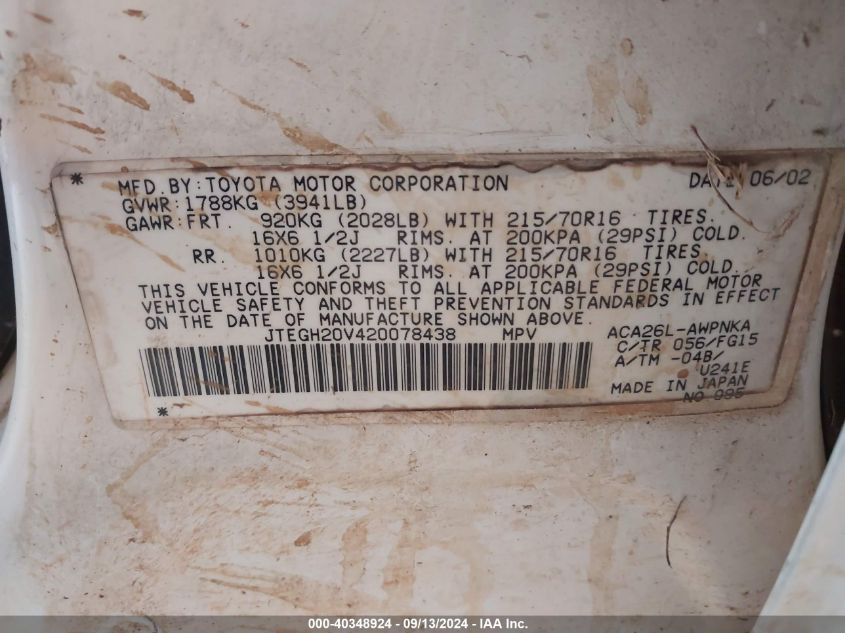 * MFD.BY:TOYOTA MOTOR CORPORATION 06/02
GVWR:1788KG (3941LB)
GAWR:FRT. 920KG (2028LB) WITH 215/70R16 TIRES.
16X6 1/2J RIMS. AT 200KPA (29PSI) COLD.
RR. 1010KG (2227LB) WITH 215/70R16 TIRES.
16X6 1/2J RIMS. AT 200KPA (29PSI) COLD.
THIS VEHICLE CONFORMS TO ALL APPLICABLE FEDERAL MOTOR
VEHICLE SAFETY AND THEFT PREVENTION STANDARDS IN EFFECT
ON THE DATE OF MANUFACTURE SHOWN ABOVE.
JTEGH20V420078438 MPV
ACA26L-AWPNKA
C/TR 056/FG15
A/TM -04B/
U241E
MADE IN JAPAN
NO 995
*
000-40348924 - 09/13/2024 - IAA Inc.